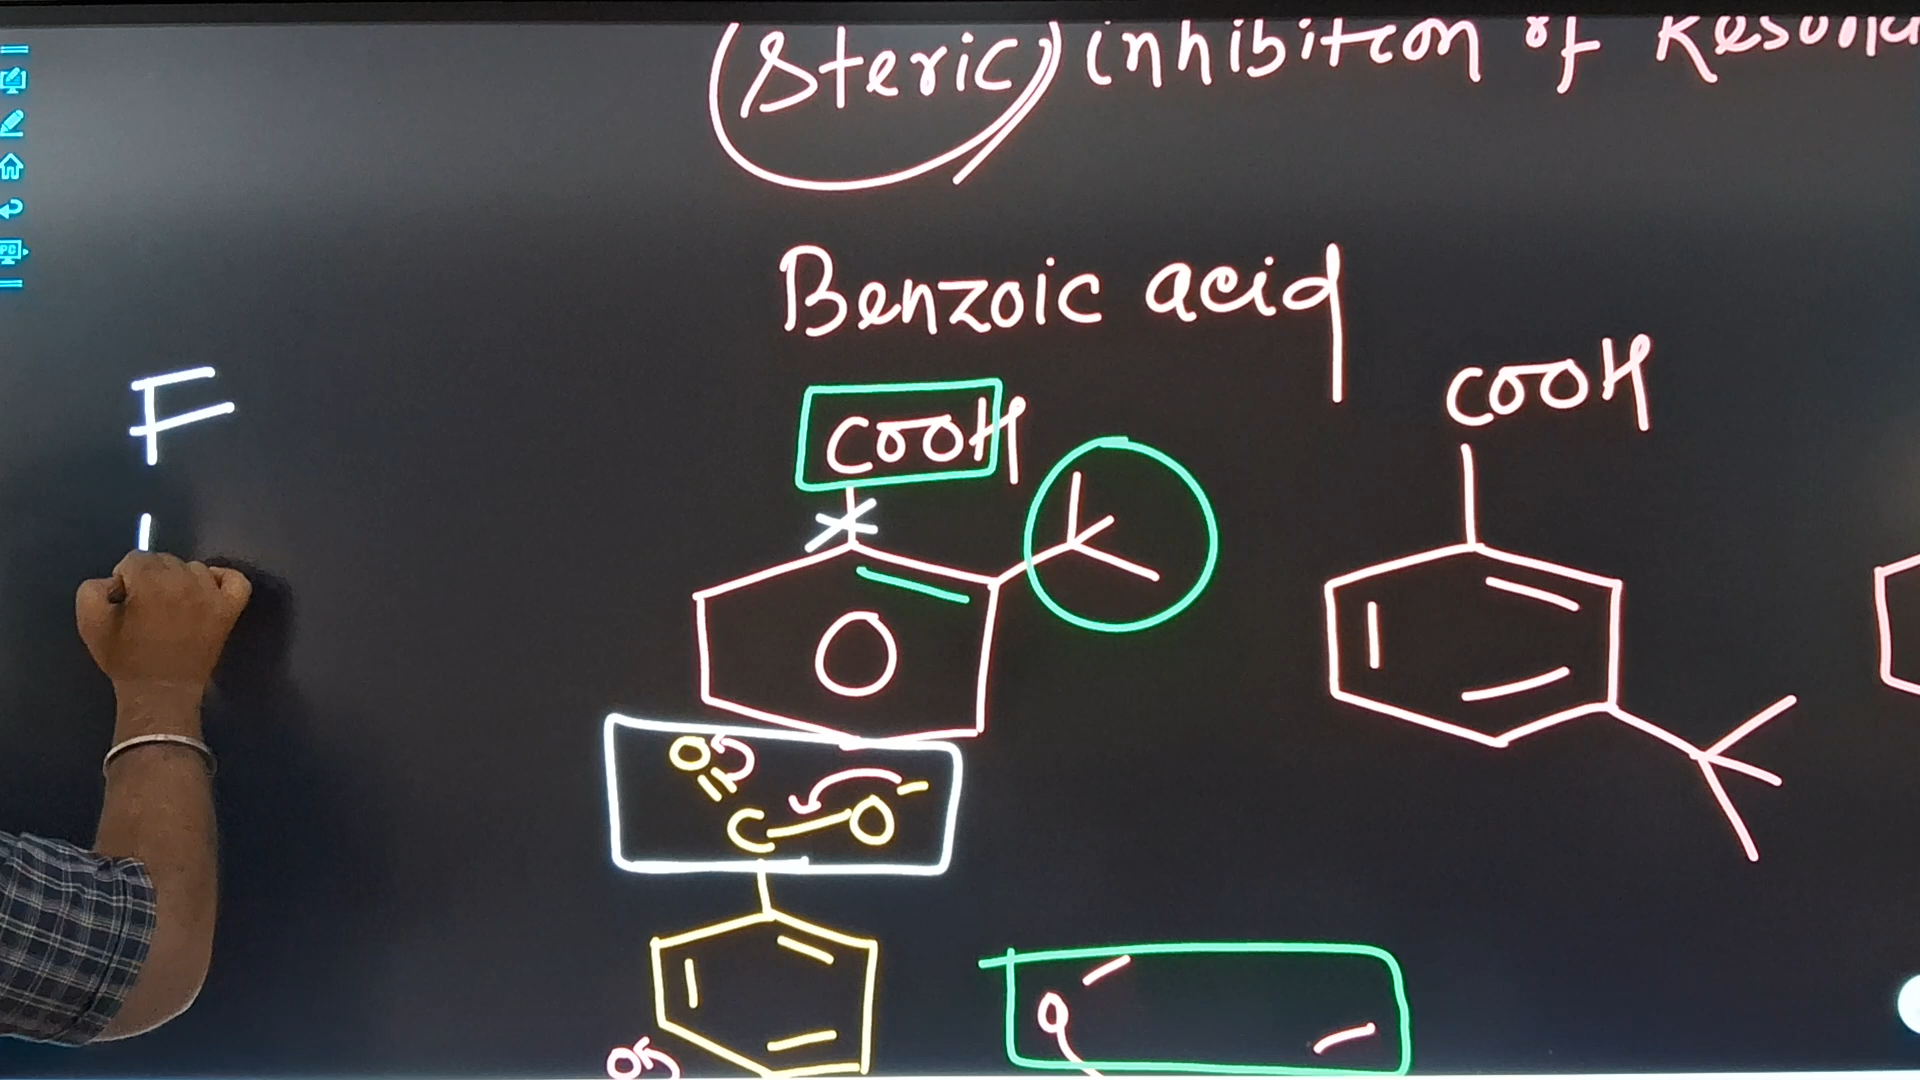 (Steric) inhibition of Resona
Benzoic acid
F
COOH
COOH
O
C
O